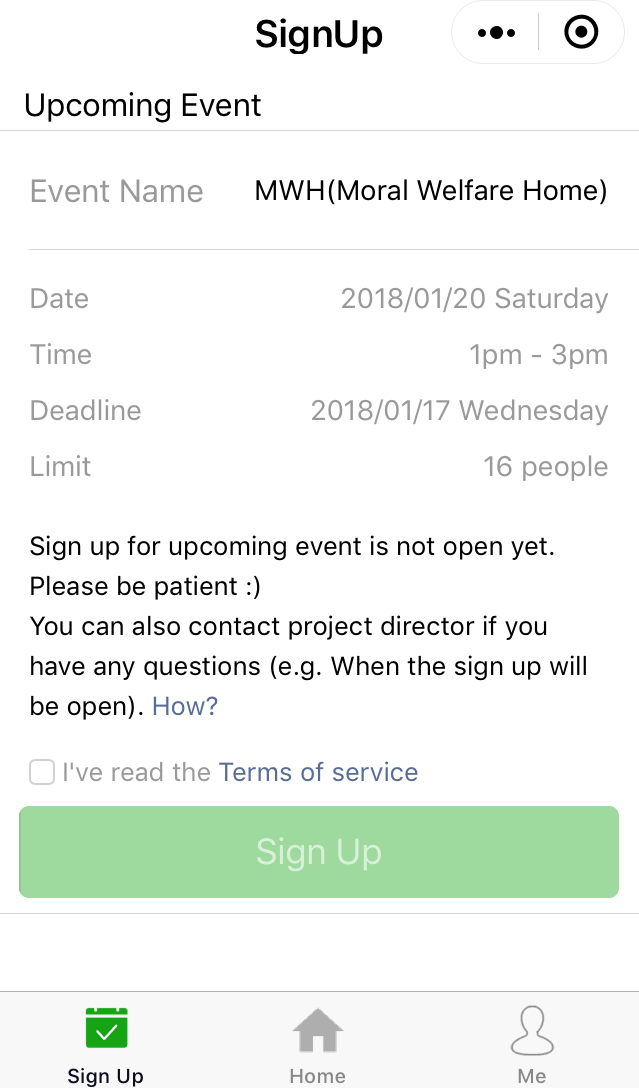 SignUp
Upcoming Event
Event Name MWH(Moral Welfare Home)
Date 2018/01/20 Saturday
Time 1pm - 3pm
Deadline 2018/01/17 Wednesday
Limit 16 people
Sign up for upcoming event is not open yet.
Please be patient :)
You can also contact project director if you
have any questions (e.g. When the sign up will
be open). How?
I've read the Terms of service
Sign Up
Sign Up Home Me